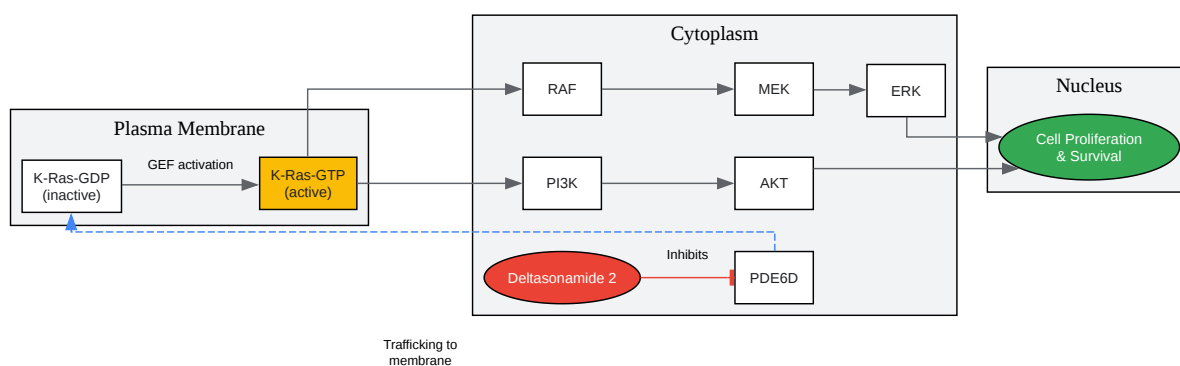 Plasma Membrane
K-Ras-GDP
(inactive)
GEF activation
K-Ras-GTP
(active)
Cytoplasm
RAF
MEK
ERK
PI3K
AKT
Deltasonamide 2
Inhibits
PDE6D
Nucleus
Cell Proliferation
& Survival
Trafficking to
membrane